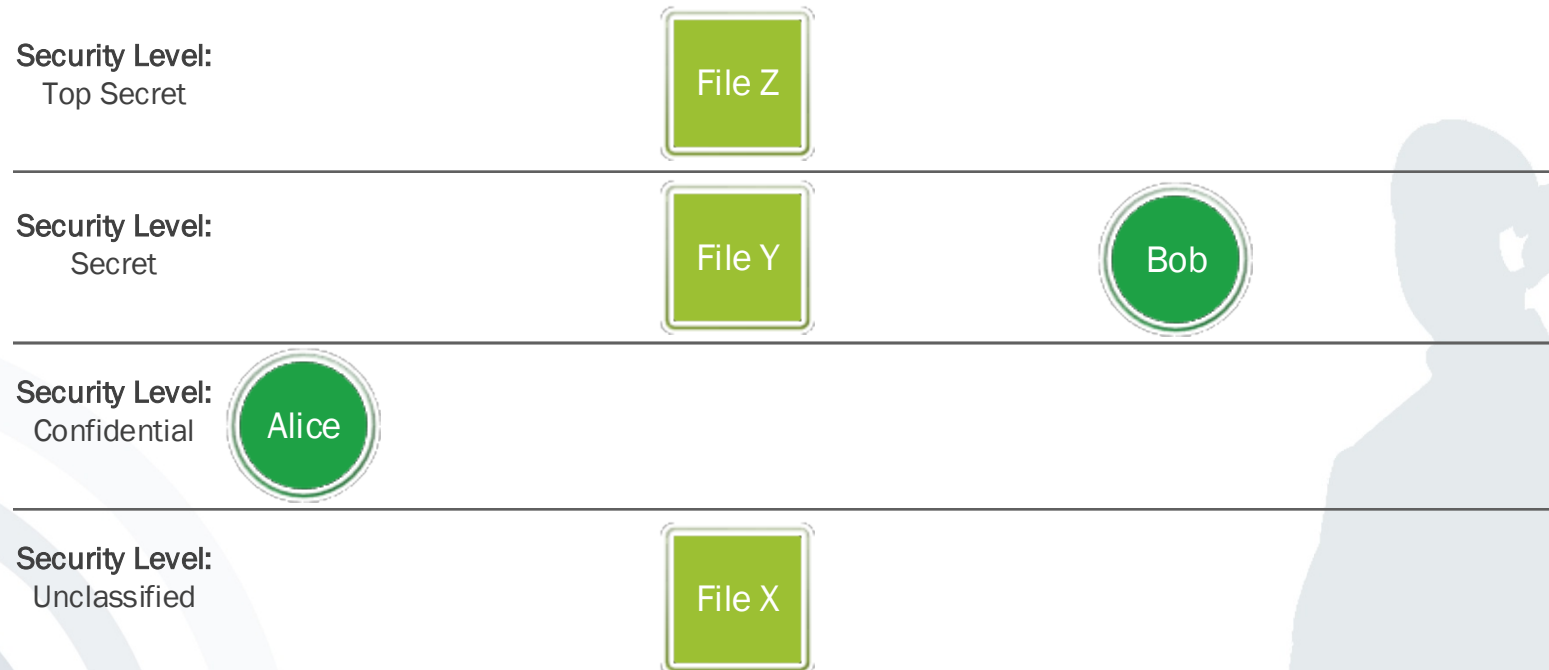 Security Level:
Top Secret
File Z
Security Level:
Secret
File Y
Bob
Security Level:
Confidential
Alice
Security Level:
Unclassified
File X